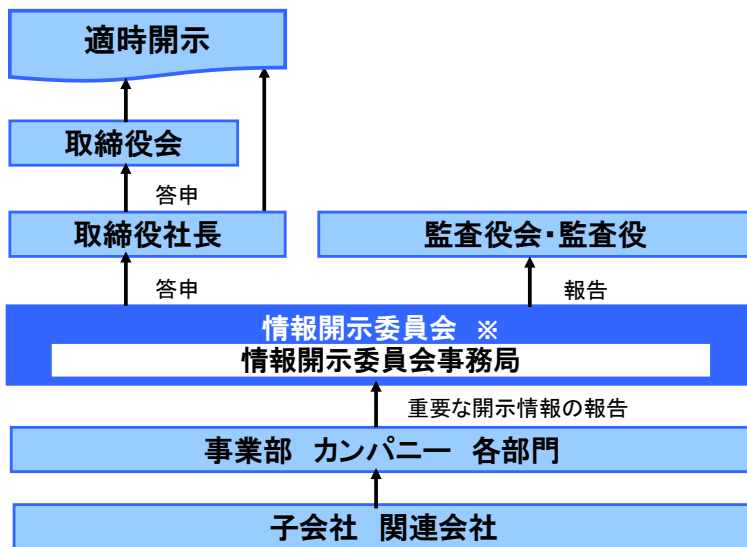 適時開示
取締役会
答申
取締役社長
監査役会・監査役
答申
報告
情報開示委員会 ※
情報開示委員会事務局
重要な開示情報の報告
事業部 カンパニー 各部門
子会社 関連会社